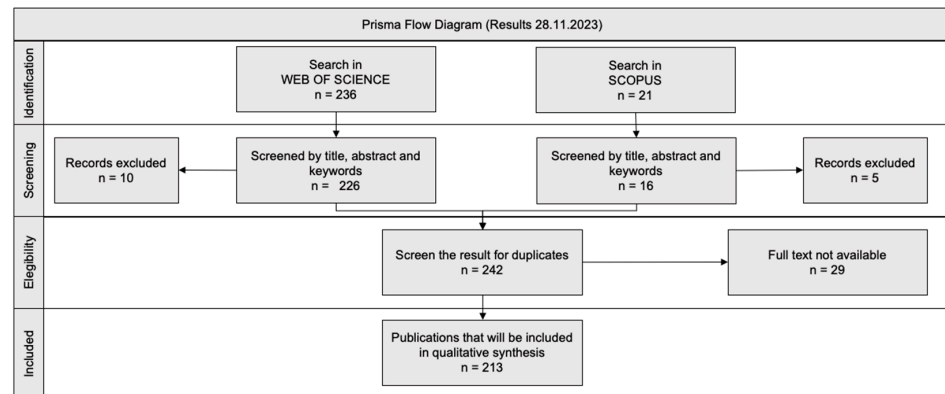 Prisma Flow Diagram (Results 28.11.2023)
Identification
Search in
WEB OF SCIENCE
n = 236
Search in
SCOPUS
n = 21
Screening
Records excluded
n = 10
Screened by title, abstract and
keywords
n = 226
Screened by title, abstract and
keywords
n = 16
Records excluded
n = 5
Elegibility
Screen the result for duplicates
n = 242
Full text not available
n = 29
Included
Publications that will be included
in qualitative synthesis
n = 213